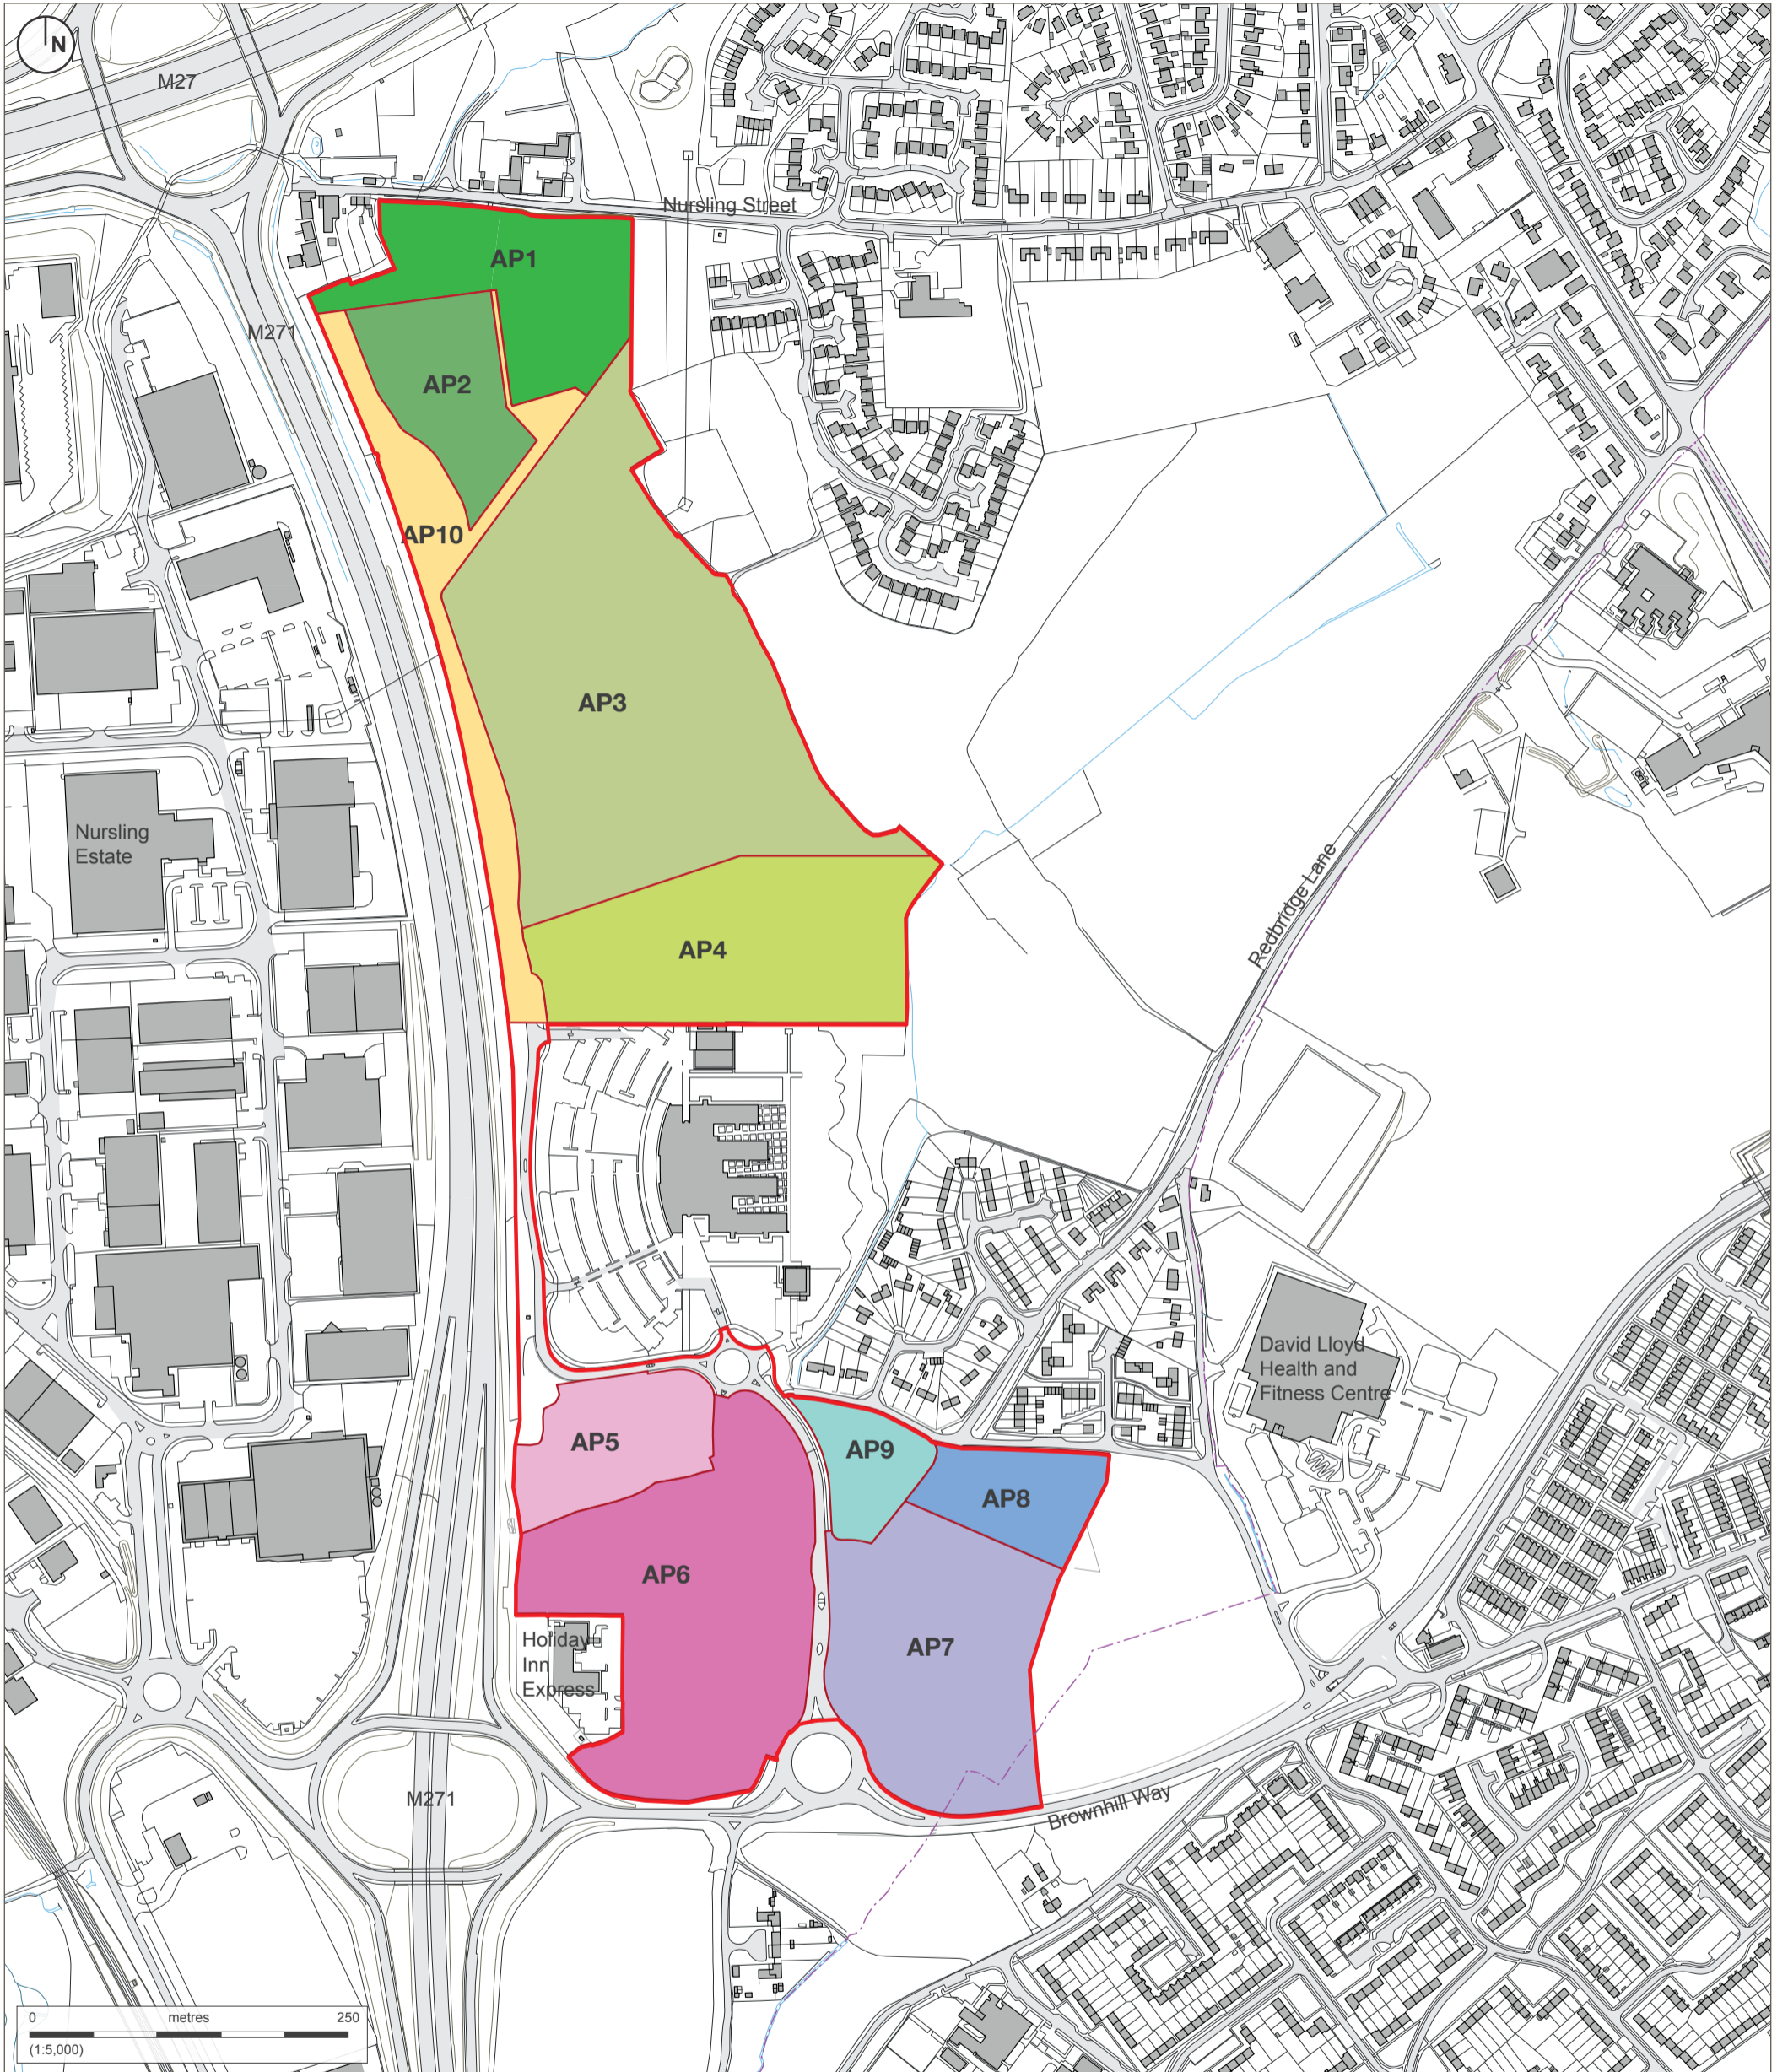 N
M27
Nursling Street
AP1
M271
AP2
AP10
AP3
Nursling
Estate
Redbridge Lane
AP4
David Lloyd
Health and
Fitness Centre
AP5
AP9
AP8
AP6
Holiday
Inn
Express
AP7
M271
Brownhill Way
0 metres 250
(1:5,000)